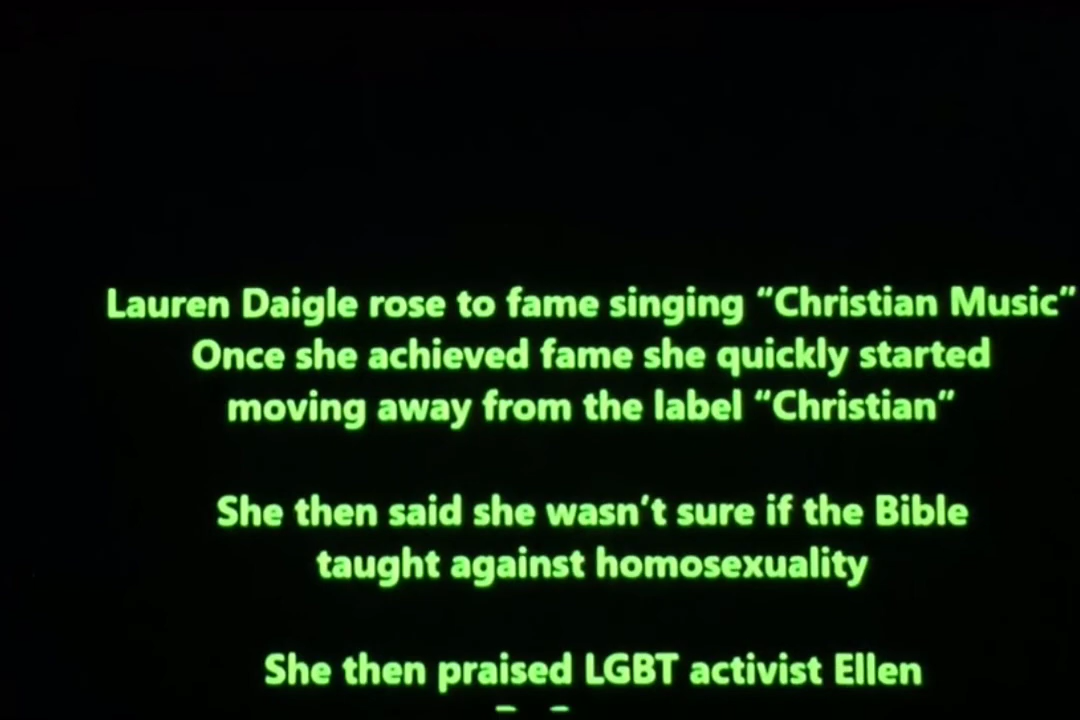 Lauren Daigle rose to fame singing “Christian Music”
Once she achieved fame she quickly started
moving away from the label “Christian”
She then said she wasn’t sure if the Bible
taught against homosexuality
She then praised LGBT activist Ellen